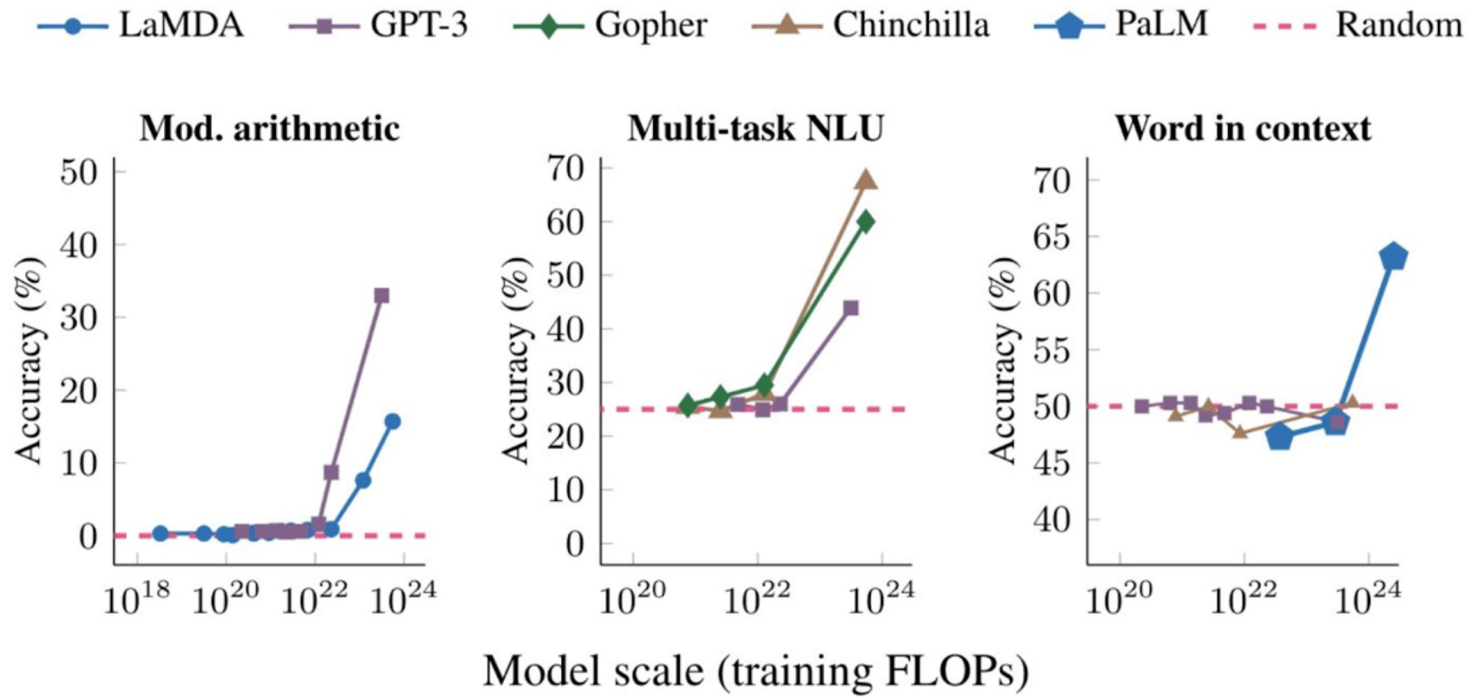 LaMDA GPT-3 Gopher Chinchilla PaLM Random
Mod. arithmetic
Accuracy (%)
50
40
30
20
10
0
10^18 10^20 10^22 10^24
Multi-task NLU
Accuracy (%)
70
60
50
40
30
20
10
0
10^20 10^22 10^24
Word in context
Accuracy (%)
70
65
60
55
50
45
40
10^20 10^22 10^24
Model scale (training FLOPs)